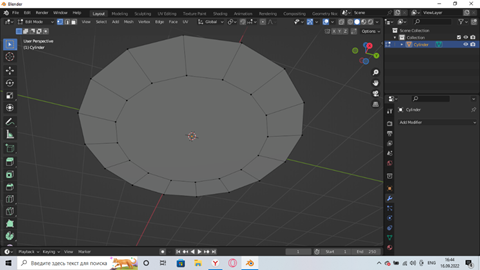 Blender
File Edit Render Window Help Layout Modeling Sculpting UV Editing Texture Paint Shading Animation Rendering Compositing Geometry Nodes Scene ViewLayer
Edit Mode View Select Add Mesh Vertex Edge Face UV Global
X Y Z Options
User Perspective
(1) Cylinder
Scene Collection
Collection
Cylinder
Cylinder
Add Modifier
Playback Keying View Marker 1 Start 1 End 250
Введите здесь текст для поиска
ENG
16:44
16.08.2022